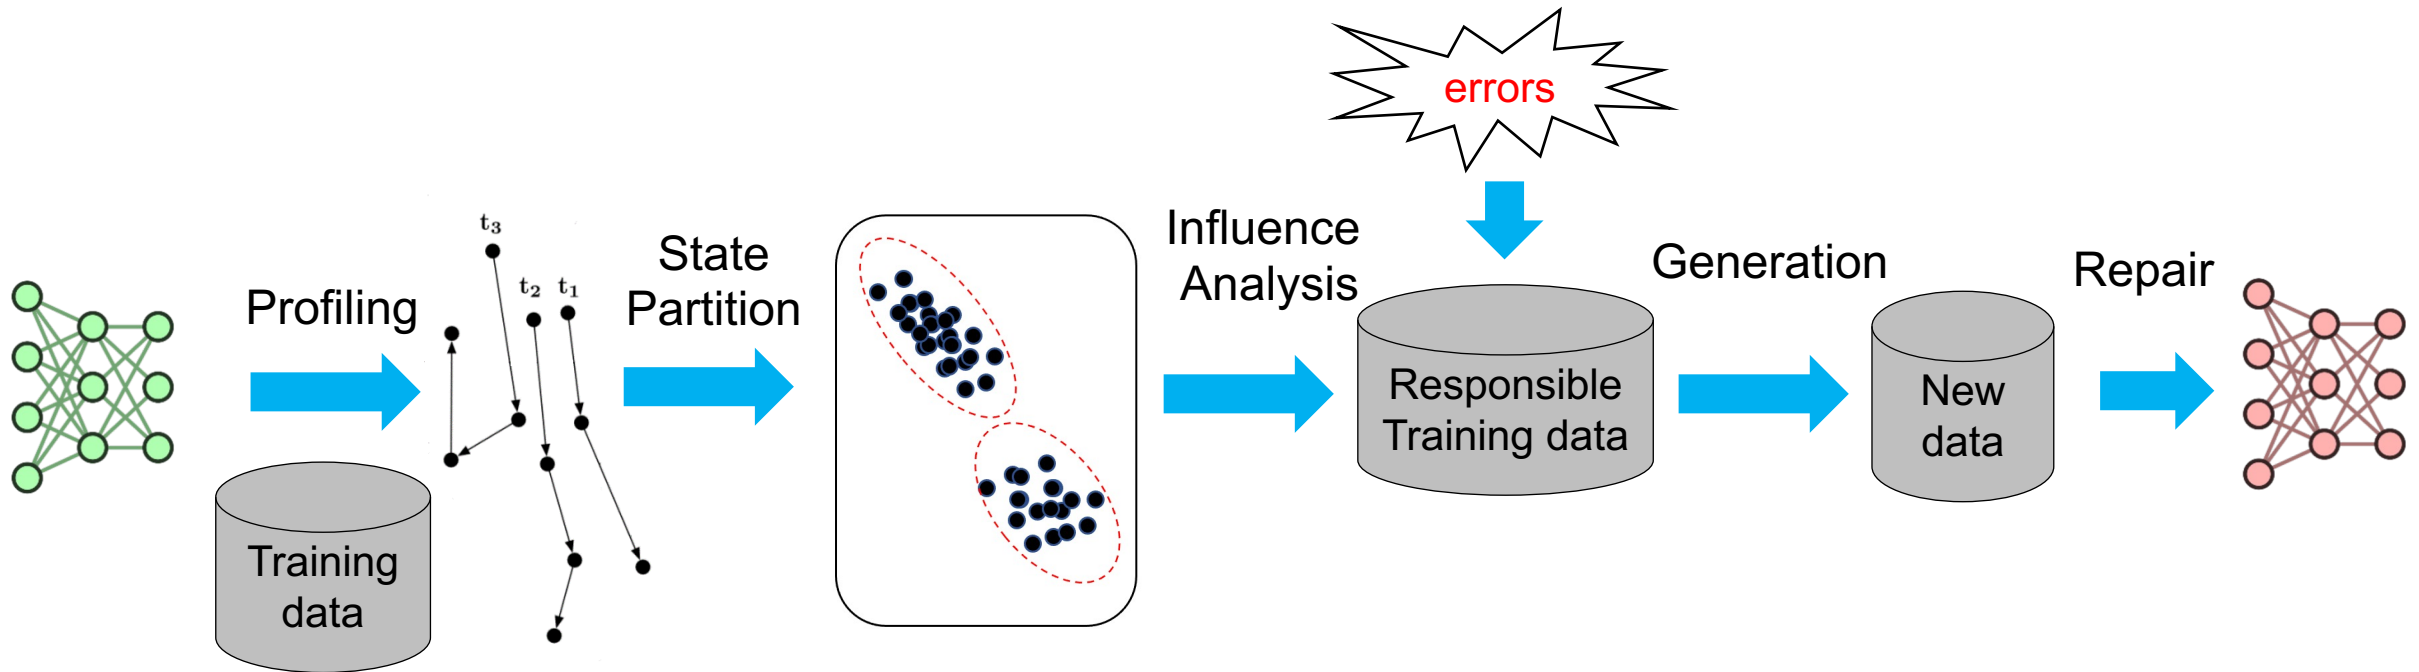 errors
Profiling
Training
data
t₃
t₂ t₁
State
Partition
Influence
Analysis
Responsible
Training data
Generation
New
data
Repair